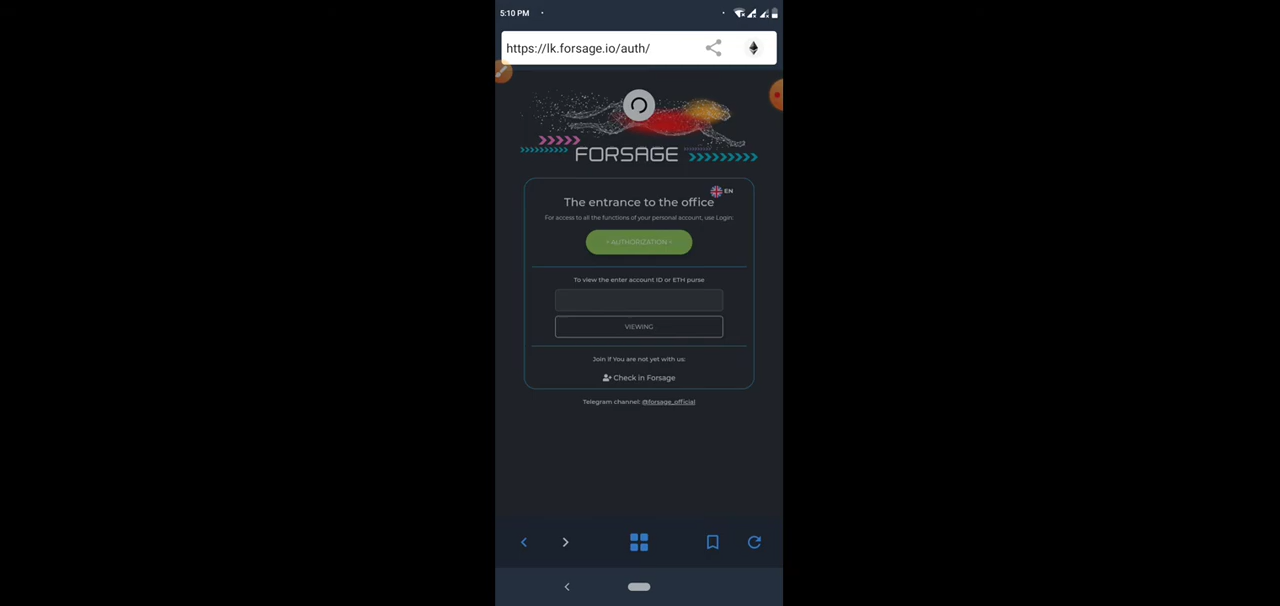 5:10 PM
https://lk.forsage.io/auth/
FORSAGE
EN
The entrance to the office
For access to all the functions of your personal account, use Login:
< AUTHORIZATION <
To view the enter account ID or ETH purse
VIEWING
Join if You are not yet with us:
Check in Forsage
Telegram channel: @forsage_official